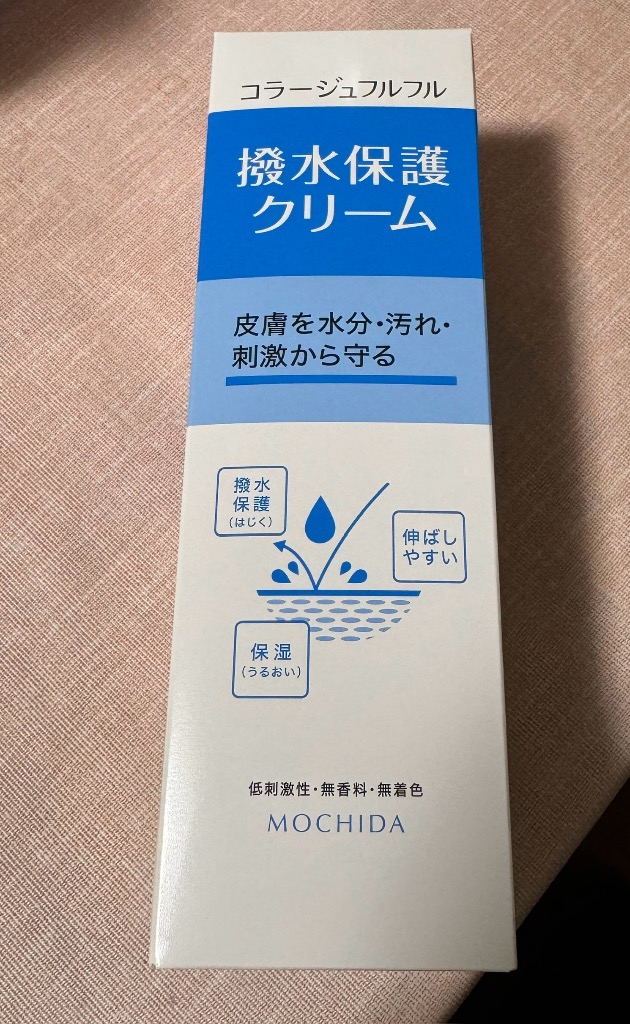 コラージュフルフル
撥水保護
クリーム
皮膚を水分・汚れ・
刺激から守る
撥水
保護
(はじく)
伸ばし
やすい
保湿
(うるおい)
低刺激性・無香料・無着色
MOCHIDA